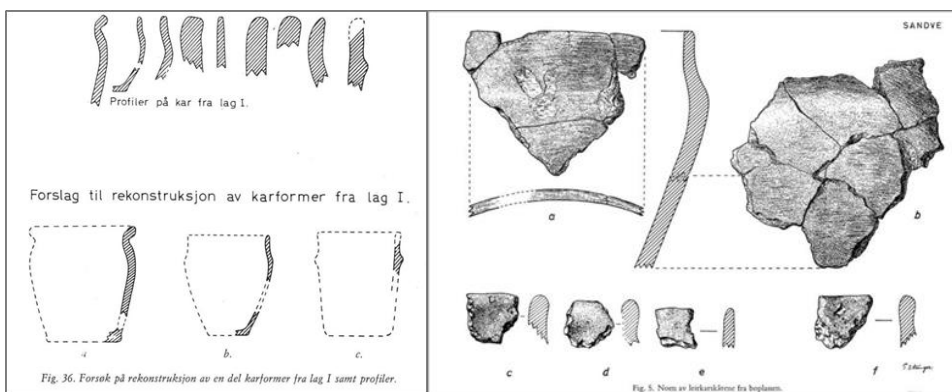 Profiler på kar fra lag I.
Forslag til rekonstruksjon av karformer fra lag I.
a
b.
c.
Fig. 36. Forsøk på rekonstruksjon av en del karformer fra lag I samt profiler.
SANDVE
a
b
c
d
e
f
Fig. 5. Noen av leirkarskårene fra boplassen.